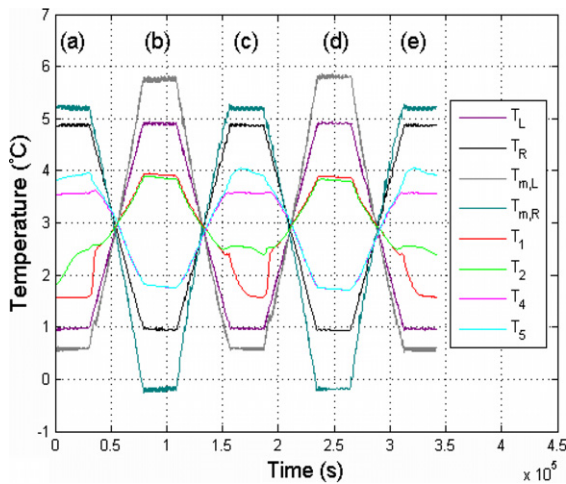 (a) (b) (c) (d) (e)
7
6
5
4
3
2
1
0
-1
Temperature (°C)
T_L
T_R
T_m,L
T_m,R
T_1
T_2
T_4
T_5
0 0.5 1 1.5 2 2.5 3 3.5 4 4.5
Time (s)
x 10^5